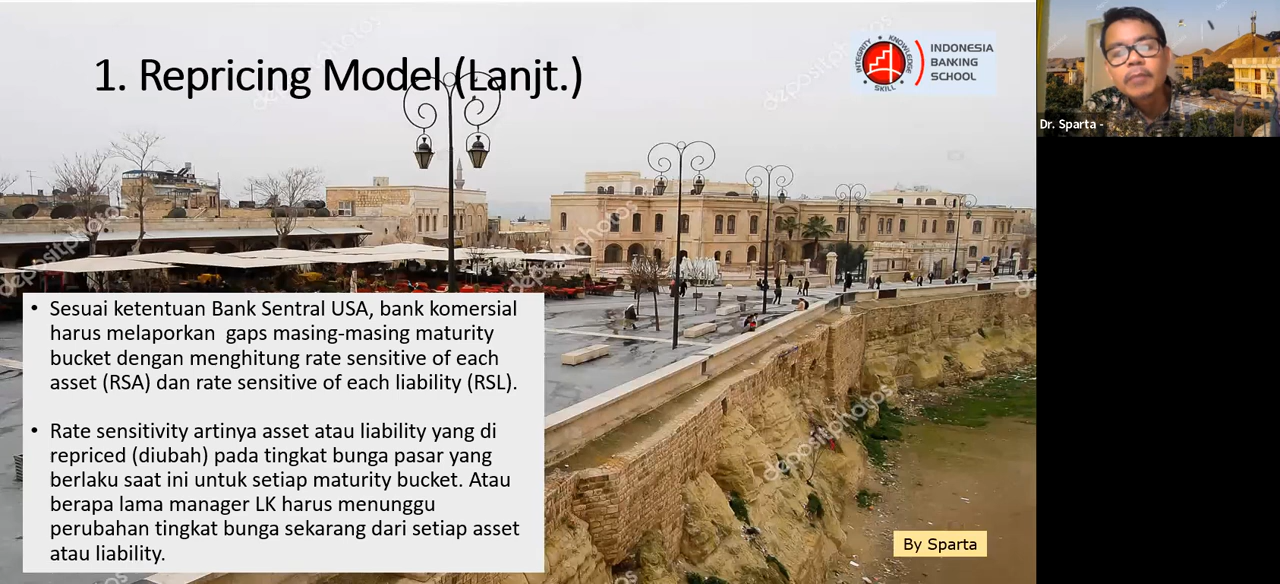 1. Repricing Model (Lanjt.)
INTEGRITY ★ KNOWLEDGE ★ SKILL
INDONESIA
BANKING
SCHOOL
Dr. Sparta -
• Sesuai ketentuan Bank Sentral USA, bank komersial
harus melaporkan gaps masing-masing maturity
bucket dengan menghitung rate sensitive of each
asset (RSA) dan rate sensitive of each liability (RSL).
• Rate sensitivity artinya asset atau liability yang di
repriced (diubah) pada tingkat bunga pasar yang
berlaku saat ini untuk setiap maturity bucket. Atau
berapa lama manager LK harus menunggu
perubahan tingkat bunga sekarang dari setiap asset
atau liability.
By Sparta
depositphotos